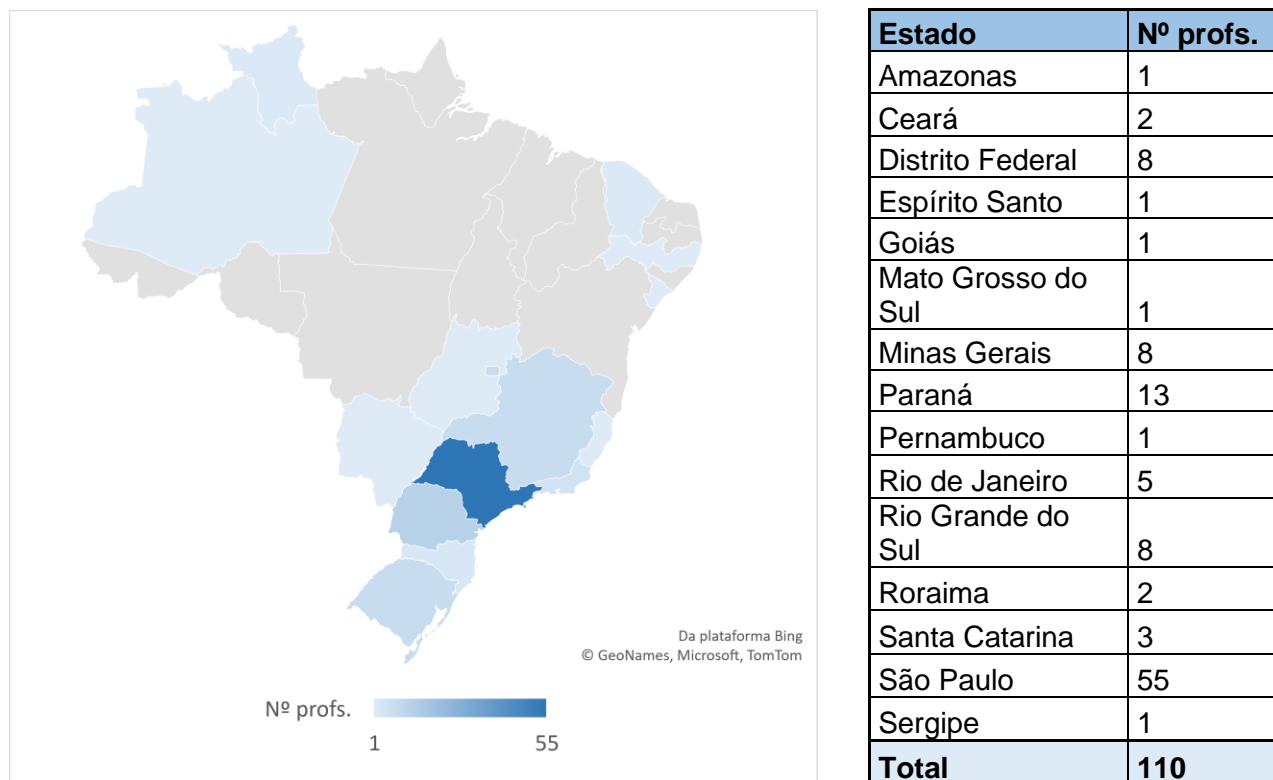 Da plataforma Bing
© GeoNames, Microsoft, TomTom
Nº profs.
1 55
Estado Nº profs.
Amazonas 1
Ceará 2
Distrito Federal 8
Espírito Santo 1
Goiás 1
Mato Grosso do
Sul 1
Minas Gerais 8
Paraná 13
Pernambuco 1
Rio de Janeiro 5
Rio Grande do
Sul 8
Roraima 2
Santa Catarina 3
São Paulo 55
Sergipe 1
Total 110